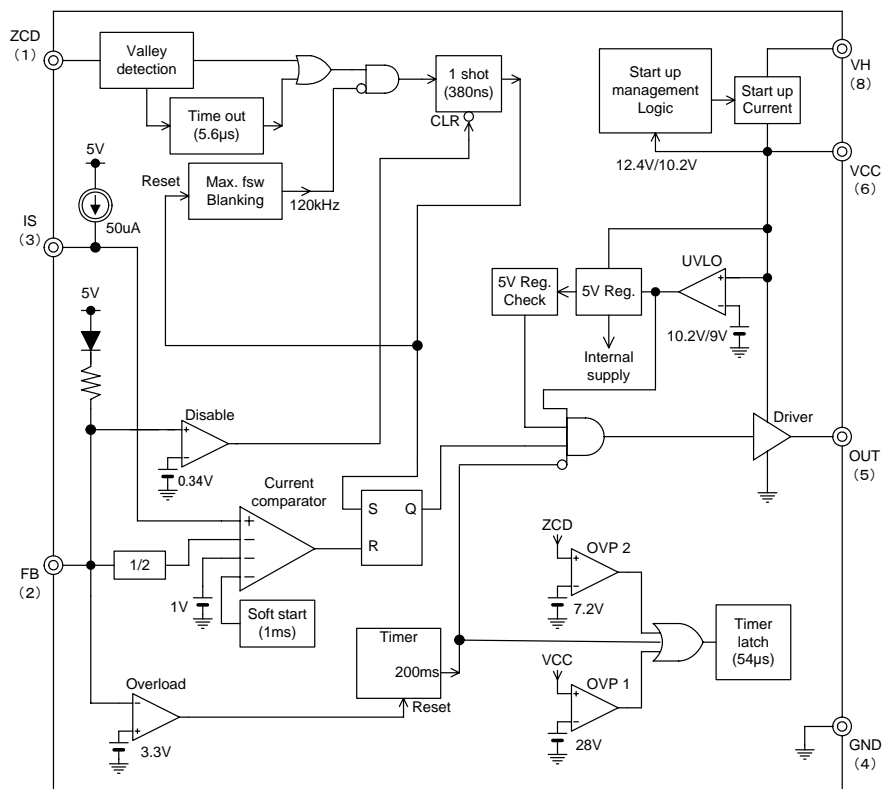 ZCD
(1)
Valley
detection
Time out
(5.6µs)
1 shot
(380ns)
CLR
Start up
management
Logic
Start up
Current
VH
(8)
12.4V/10.2V
VCC
(6)
5V
50uA
IS
(3)
Reset
Max. fsw
Blanking
120kHz
5V
5V Reg.
Check
5V Reg.
UVLO
+
−
10.2V/9V
Internal
supply
Disable
+
−
0.34V
Driver
OUT
(5)
Current
comparator
+
−
−
−
S
Q
R
FB
(2)
1/2
1V
Soft start
(1ms)
ZCD
OVP 2
+
−
7.2V
Timer
200ms
Reset
Timer
latch
(54µs)
VCC
OVP 1
+
−
28V
Overload
−
+
3.3V
GND
(4)